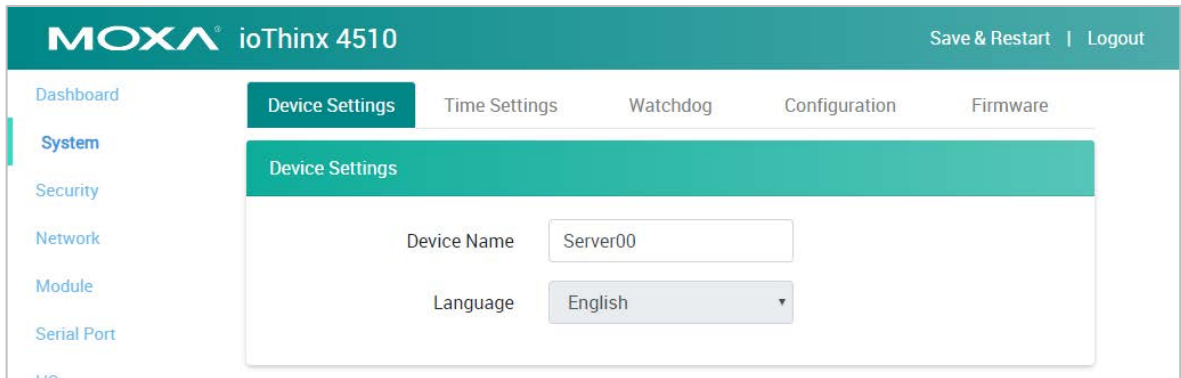 MOXA® ioThinx 4510
Save & Restart | Logout
Dashboard
System
Security
Network
Module
Serial Port
Device Settings Time Settings Watchdog Configuration Firmware
Device Settings
Device Name Server00
Language English